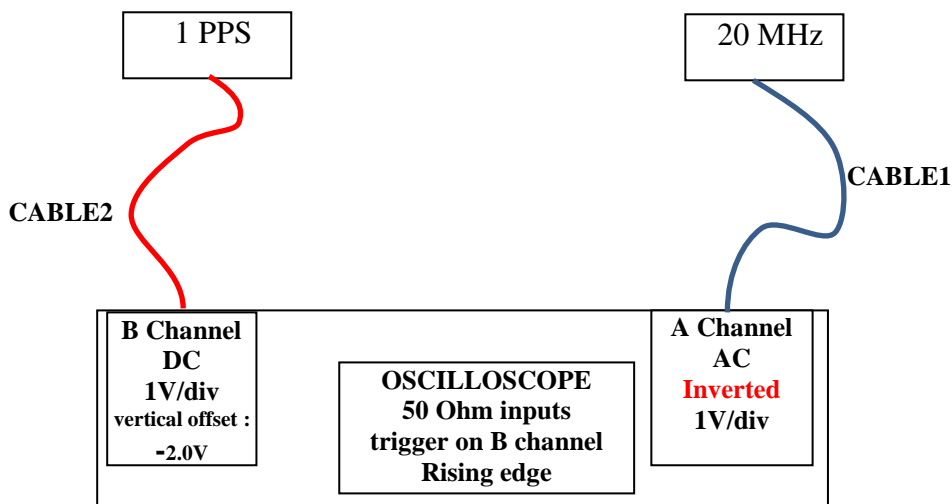 1 PPS
20 MHz
CABLE2
CABLE1
B Channel
DC
1V/div
vertical offset :
-2.0V
OSCILLOSCOPE
50 Ohm inputs
trigger on B channel
Rising edge
A Channel
AC
Inverted
1V/div